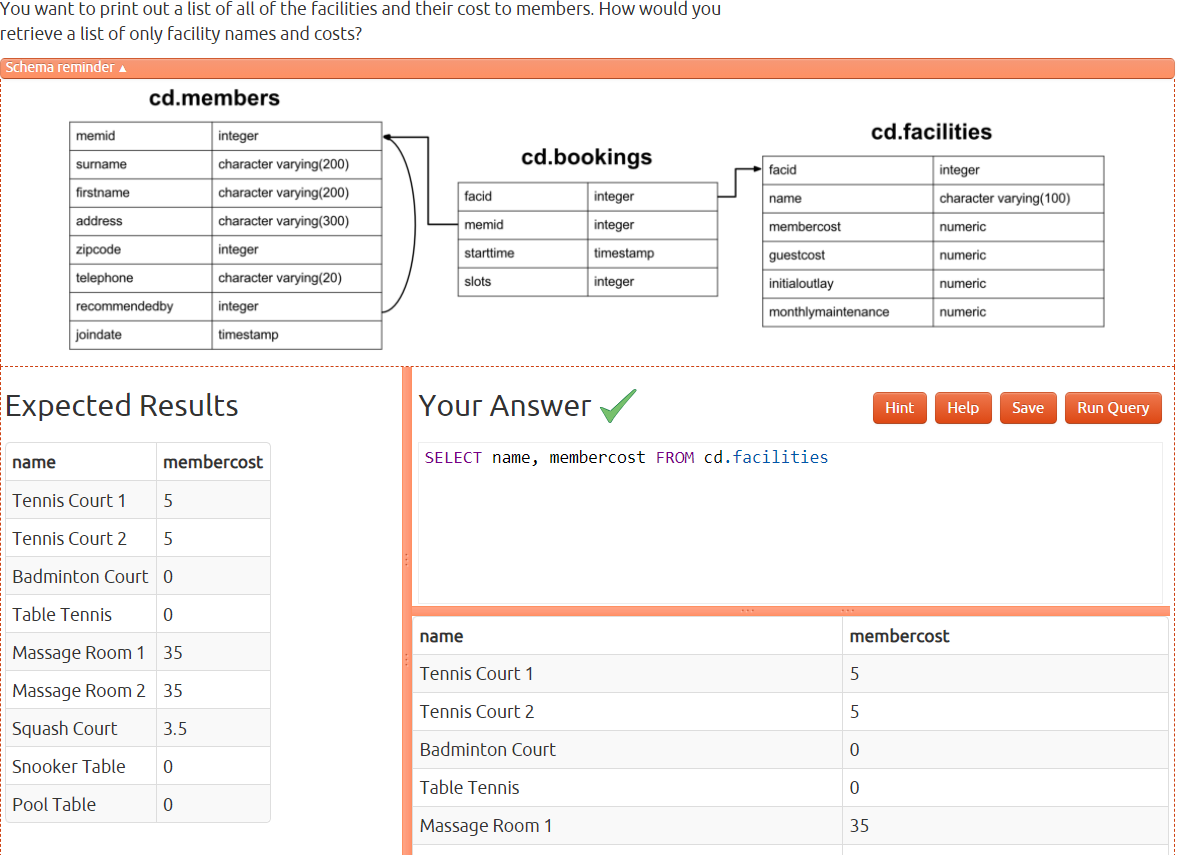 You want to print out a list of all of the facilities and their cost to members. How would you
retrieve a list of only facility names and costs?
Schema reminder ▲
cd.members
memid integer
surname character varying(200)
firstname character varying(200)
address character varying(300)
zipcode integer
telephone character varying(20)
recommendedby integer
joindate timestamp
cd.bookings
facid integer
memid integer
starttime timestamp
slots integer
cd.facilities
facid integer
name character varying(100)
membercost numeric
guestcost numeric
initialoutlay numeric
monthlymaintenance numeric
Expected Results
name membercost
Tennis Court 1 5
Tennis Court 2 5
Badminton Court 0
Table Tennis 0
Massage Room 1 35
Massage Room 2 35
Squash Court 3.5
Snooker Table 0
Pool Table 0
Your Answer
Hint Help Save Run Query
SELECT name, membercost FROM cd.facilities
name membercost
Tennis Court 1 5
Tennis Court 2 5
Badminton Court 0
Table Tennis 0
Massage Room 1 35